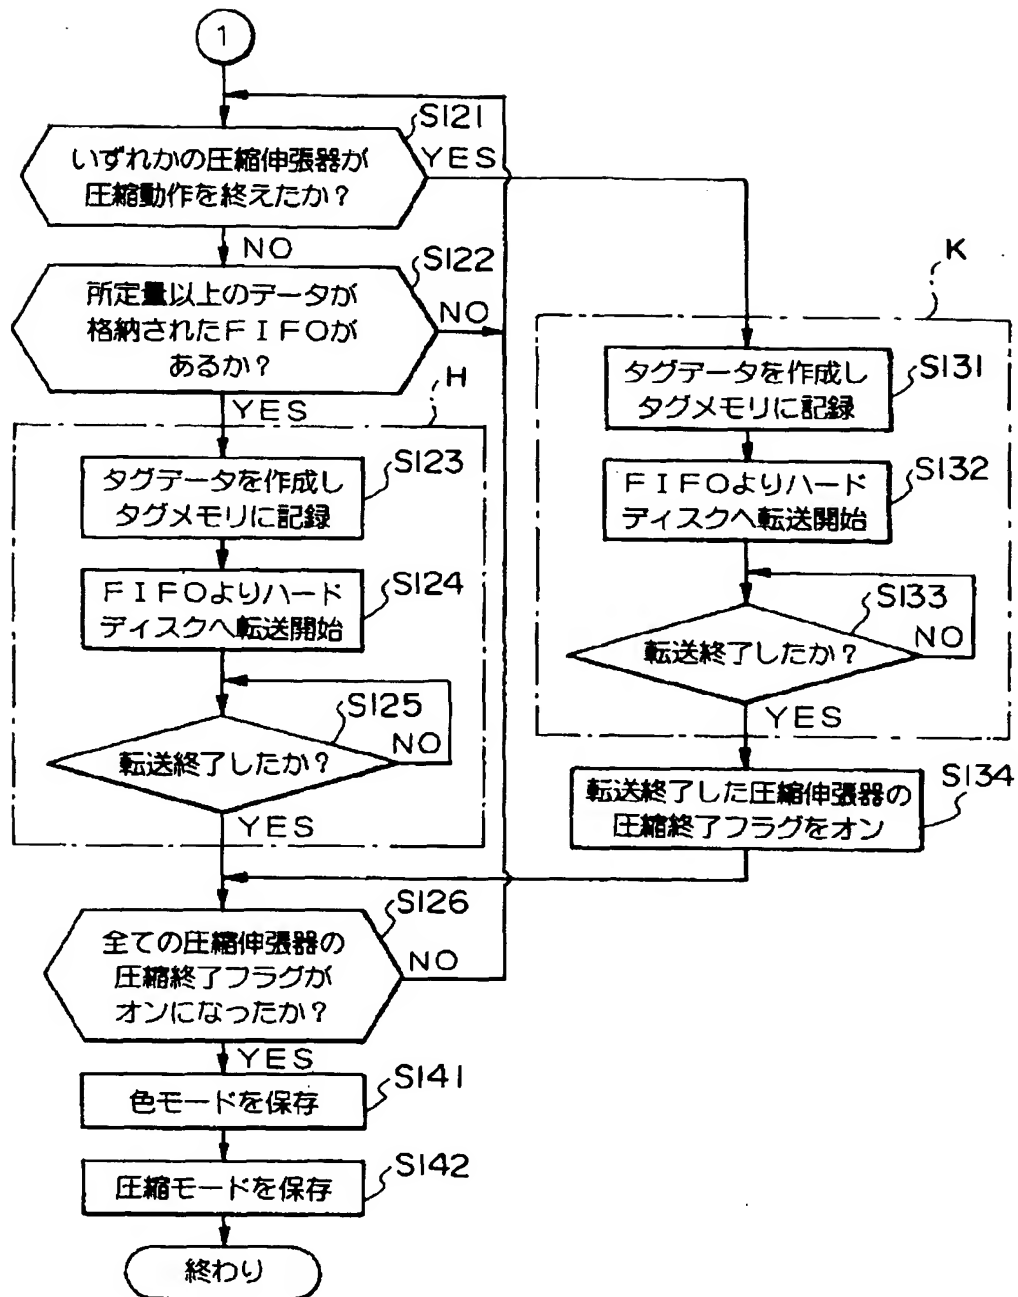 1
S121
いずれかの圧縮伸張器が
圧縮動作を終えたか?
YES
NO
S122
所定量以上のデータが
格納されたFIFOが
あるか?
NO
YES
H
S123
タグデータを作成し
タグメモリに記録
S124
FIFOよりハード
ディスクへ転送開始
S125
転送終了したか?
NO
YES
K
S131
タグデータを作成し
タグメモリに記録
S132
FIFOよりハード
ディスクへ転送開始
S133
転送終了したか?
NO
YES
S134
転送終了した圧縮伸張器の
圧縮終了フラグをオン
S126
全ての圧縮伸張器の
圧縮終了フラグが
オンになったか?
NO
YES
S141
色モードを保存
S142
圧縮モードを保存
終わり